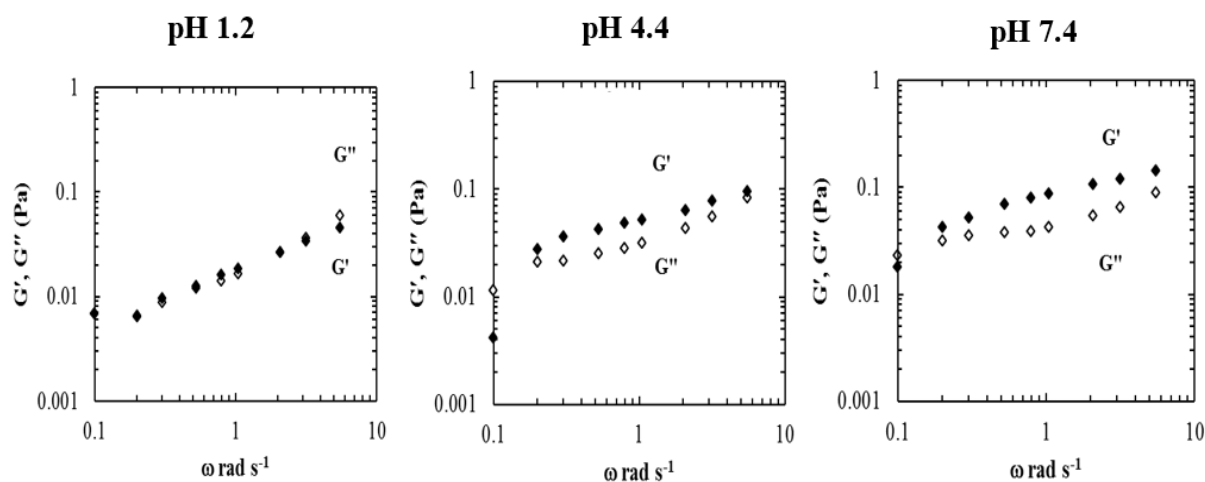 pH 1.2
pH 4.4
pH 7.4
G′, G″ (Pa)
1
0.1
0.01
0.001
G"
G'
0.1
1
10
ω rad s⁻¹
G′, G″ (Pa)
1
0.1
0.01
0.001
G'
G"
0.1
1
10
ω rad s⁻¹
G′, G″ (Pa)
1
0.1
0.01
0.001
G'
G"
0.1
1
10
ω rad s⁻¹